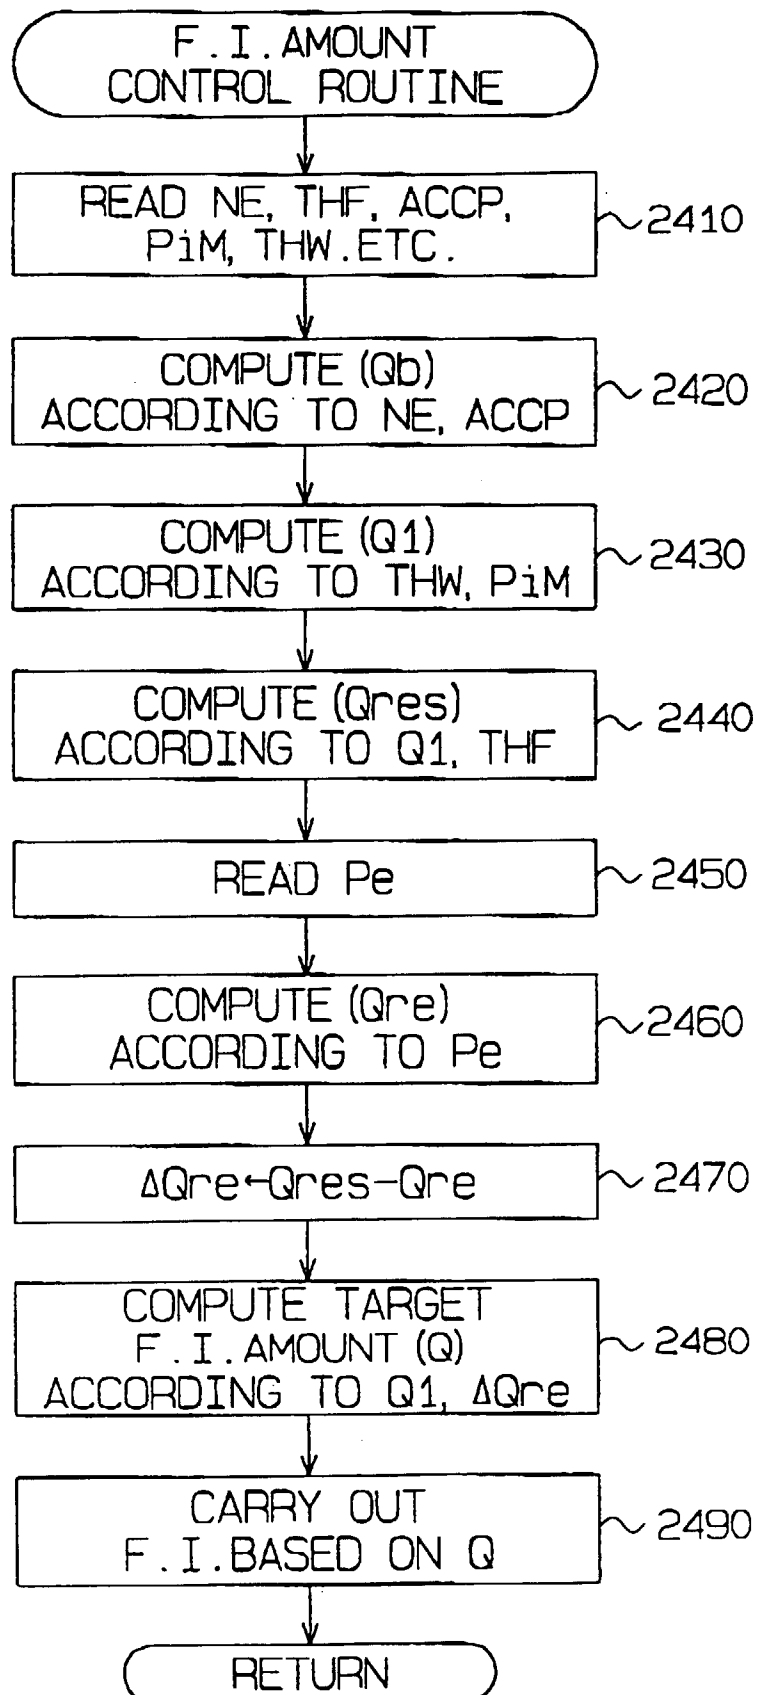 F.I.AMOUNT
CONTROL ROUTINE
READ NE, THF, ACCP,
PiM, THW.ETC.
2410
COMPUTE (Qb)
ACCORDING TO NE, ACCP
2420
COMPUTE (Q1)
ACCORDING TO THW, PiM
2430
COMPUTE (Qres)
ACCORDING TO Q1, THF
2440
READ Pe
2450
COMPUTE (Qre)
ACCORDING TO Pe
2460
ΔQre←Qres-Qre
2470
COMPUTE TARGET
F.I.AMOUNT (Q)
ACCORDING TO Q1, ΔQre
2480
CARRY OUT
F.I.BASED ON Q
2490
RETURN